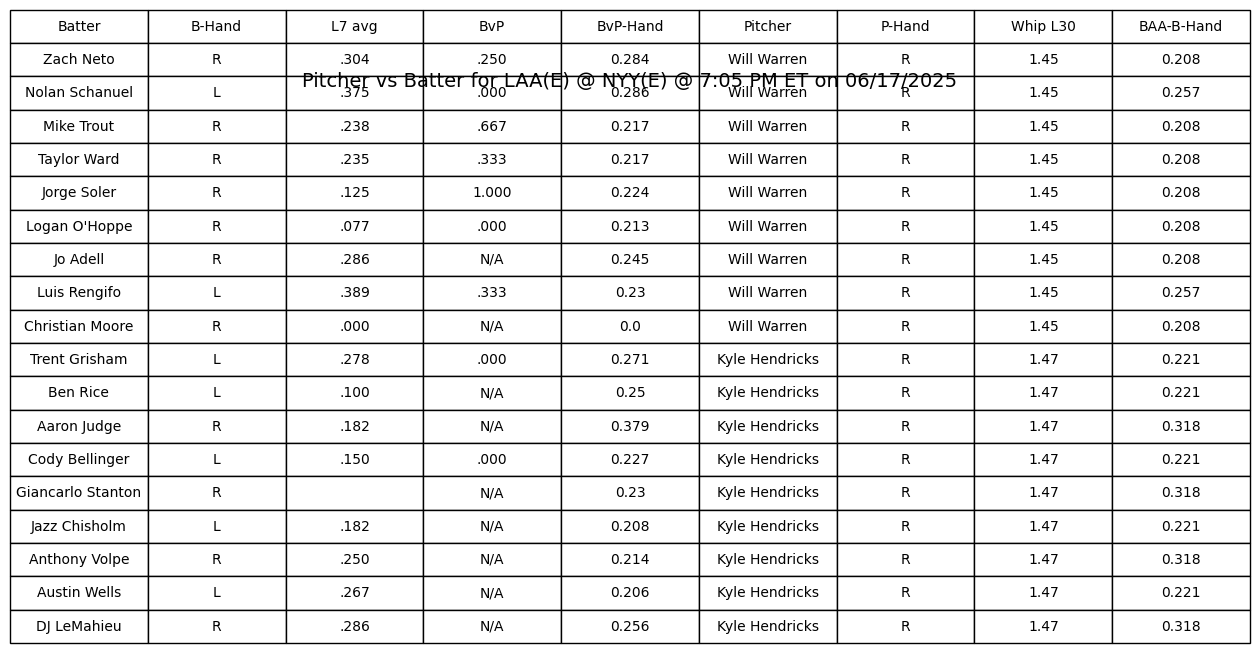 Batter B-Hand L7 avg BvP BvP-Hand Pitcher P-Hand Whip L30 BAA-B-Hand
Zach Neto R .304 .250 0.284 Will Warren R 1.45 0.208
Pitcher vs Batter for LAA(E) @ NYY(E) @ 7:05 PM ET on 06/17/2025
Nolan Schanuel L .375 .000 0.286 Will Warren R 1.45 0.257
Mike Trout R .238 .667 0.217 Will Warren R 1.45 0.208
Taylor Ward R .235 .333 0.217 Will Warren R 1.45 0.208
Jorge Soler R .125 1.000 0.224 Will Warren R 1.45 0.208
Logan O'Hoppe R .077 .000 0.213 Will Warren R 1.45 0.208
Jo Adell R .286 N/A 0.245 Will Warren R 1.45 0.208
Luis Rengifo L .389 .333 0.23 Will Warren R 1.45 0.257
Christian Moore R .000 N/A 0.0 Will Warren R 1.45 0.208
Trent Grisham L .278 .000 0.271 Kyle Hendricks R 1.47 0.221
Ben Rice L .100 N/A 0.25 Kyle Hendricks R 1.47 0.221
Aaron Judge R .182 N/A 0.379 Kyle Hendricks R 1.47 0.318
Cody Bellinger L .150 .000 0.227 Kyle Hendricks R 1.47 0.221
Giancarlo Stanton R N/A 0.23 Kyle Hendricks R 1.47 0.318
Jazz Chisholm L .182 N/A 0.208 Kyle Hendricks R 1.47 0.221
Anthony Volpe R .250 N/A 0.214 Kyle Hendricks R 1.47 0.318
Austin Wells L .267 N/A 0.206 Kyle Hendricks R 1.47 0.221
DJ LeMahieu R .286 N/A 0.256 Kyle Hendricks R 1.47 0.318